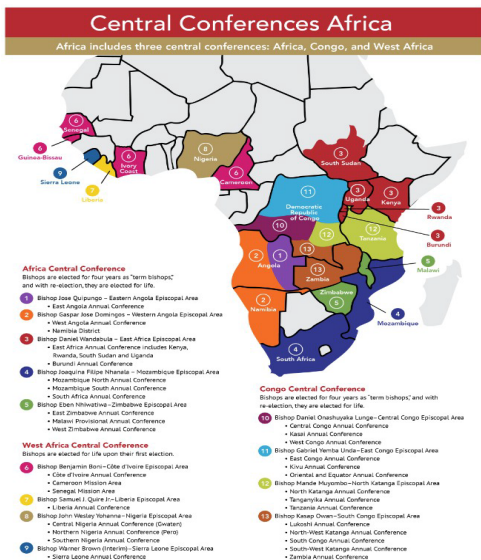 Central Conferences Africa
Africa includes three central conferences: Africa, Congo, and West Africa
6
Senegal
6
Guinea-Bissau
9
Sierra Leone
7
Liberia
6
Ivory
Coast
8
Nigeria
6
Cameroon
3
South Sudan
11
Democratic
Republic
of Congo
3
Uganda
3
Kenya
3
Rwanda
3
Burundi
10
12
12
Tanzania
2
1
Angola
13
13
Zambia
5
Malawi
Zimbabwe
5
2
Namibia
4
Mozambique
4
South Africa
Africa Central Conference
Bishops are elected for four years as "term bishops,"
and with re-election, they are elected for life.
1 Bishop Jose Quipungo – Eastern Angola Episcopal Area
• East Angola Annual Conference
2 Bishop Gaspar Jose Domingos – Western Angola Episcopal Area
• West Angola Annual Conference
• Namibia District
3 Bishop Daniel Wandabula – East Africa Episcopal Area
• East Africa Annual Conference includes Kenya,
Rwanda, South Sudan and Uganda
• Burundi Annual Conference
4 Bishop Joaquina Filipe Nhanala – Mozambique Episcopal Area
• Mozambique North Annual Conference
• Mozambique South Annual Conference
• South Africa Annual Conference
5 Bishop Eben Nhiwatiwa–Zimbabwe Episcopal Area
• East Zimbabwe Annual Conference
• Malawi Provisional Annual Conference
• West Zimbabwe Annual Conference
West Africa Central Conference
Bishops are elected for life upon their first election.
6 Bishop Benjamin Boni–Côte d'Ivoire Episcopal Area
• Côte d'Ivoire Annual Conference
• Cameroon Mission Area
• Senegal Mission Area
7 Bishop Samuel J. Quire Jr–Liberia Episcopal Area
• Liberia Annual Conference
8 Bishop John Wesley Yohanna–Nigeria Episcopal Area
• Central Nigeria Annual Conference (Gwaten)
• Northern Nigeria Annual Conference (Pero)
• Southern Nigeria Annual Conference
9 Bishop Warner Brown (Interim)–Sierra Leone Episcopal Area
• Sierra Leone Annual Conference
Congo Central Conference
Bishops are elected for four years as "term bishops," and with
re-election, they are elected for life.
10 Bishop Daniel Onashuyaka Lunge–Central Congo Episcopal Area
• Central Congo Annual Conference
• Kasai Annual Conference
• West Congo Annual Conference
11 Bishop Gabriel Yemba Unda–East Congo Episcopal Area
• East Congo Annual Conference
• Kivu Annual Conference
• Oriental and Equator Annual Conference
12 Bishop Mande Muyombo–North Katanga Episcopal Area
• North Katanga Annual Conference
• Tanganyika Annual Conference
• Tanzania Annual Conference
13 Bishop Kasap Owan–South Congo Episcopal Area
• Lukoshi Annual Conference
• North-West Katanga Annual Conference
• South Congo Annual Conference
• South-West Katanga Annual Conference
• Zambia Annual Conference